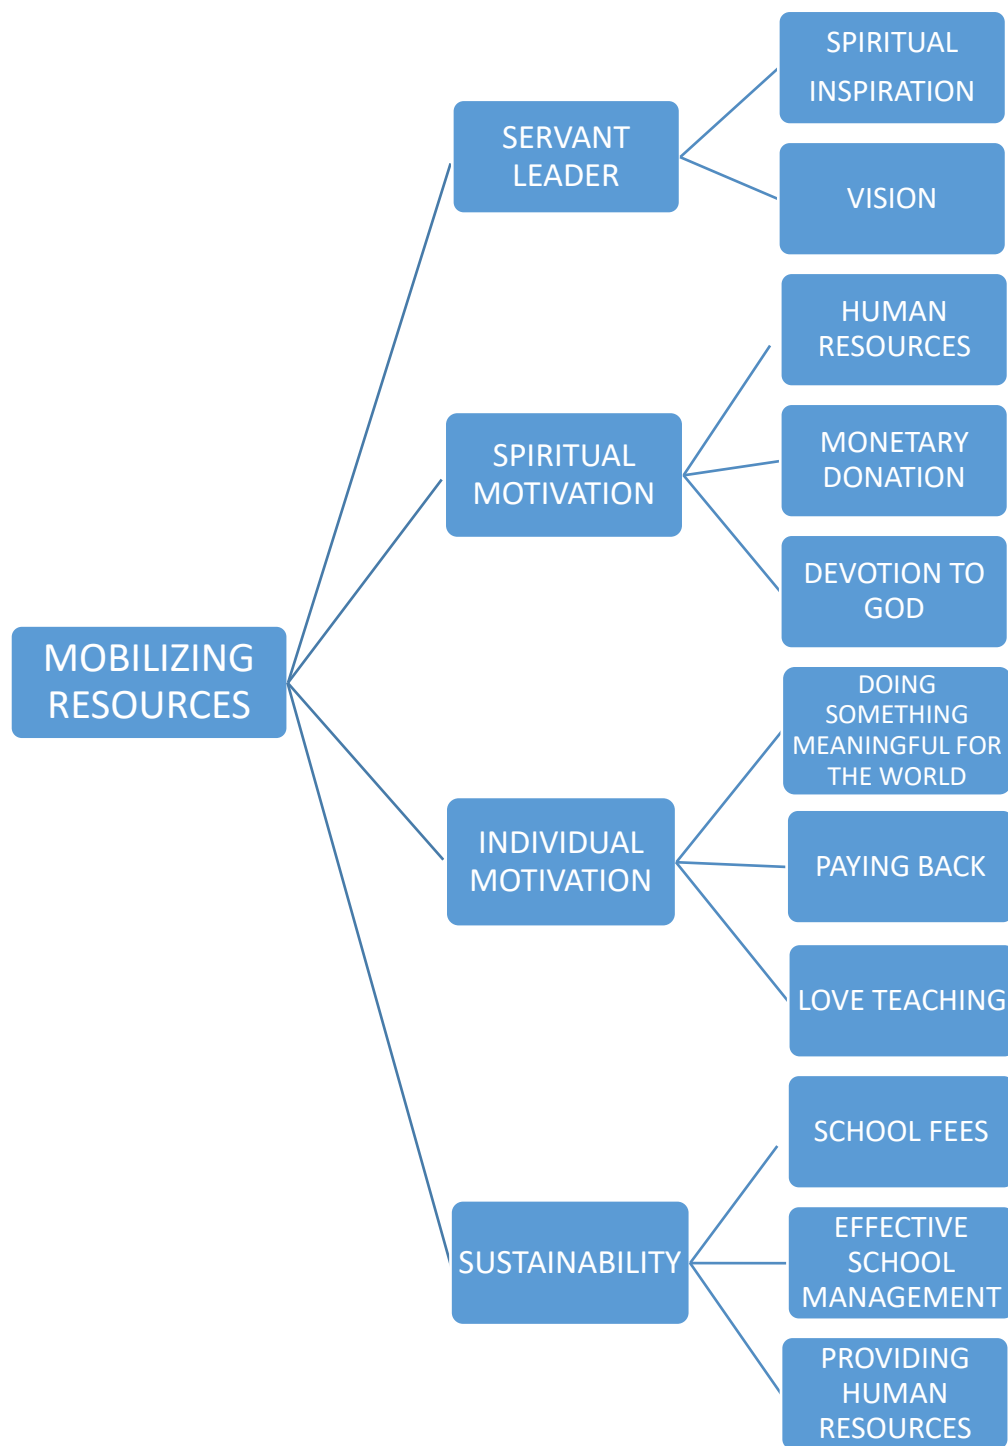 MOBILIZING
RESOURCES
SERVANT
LEADER
SPIRITUAL
INSPIRATION
VISION
SPIRITUAL
MOTIVATION
HUMAN
RESOURCES
MONETARY
DONATION
DEVOTION TO
GOD
INDIVIDUAL
MOTIVATION
DOING
SOMETHING
MEANINGFUL FOR
THE WORLD
PAYING BACK
LOVE TEACHING
SUSTAINABILITY
SCHOOL FEES
EFFECTIVE
SCHOOL
MANAGEMENT
PROVIDING
HUMAN
RESOURCES